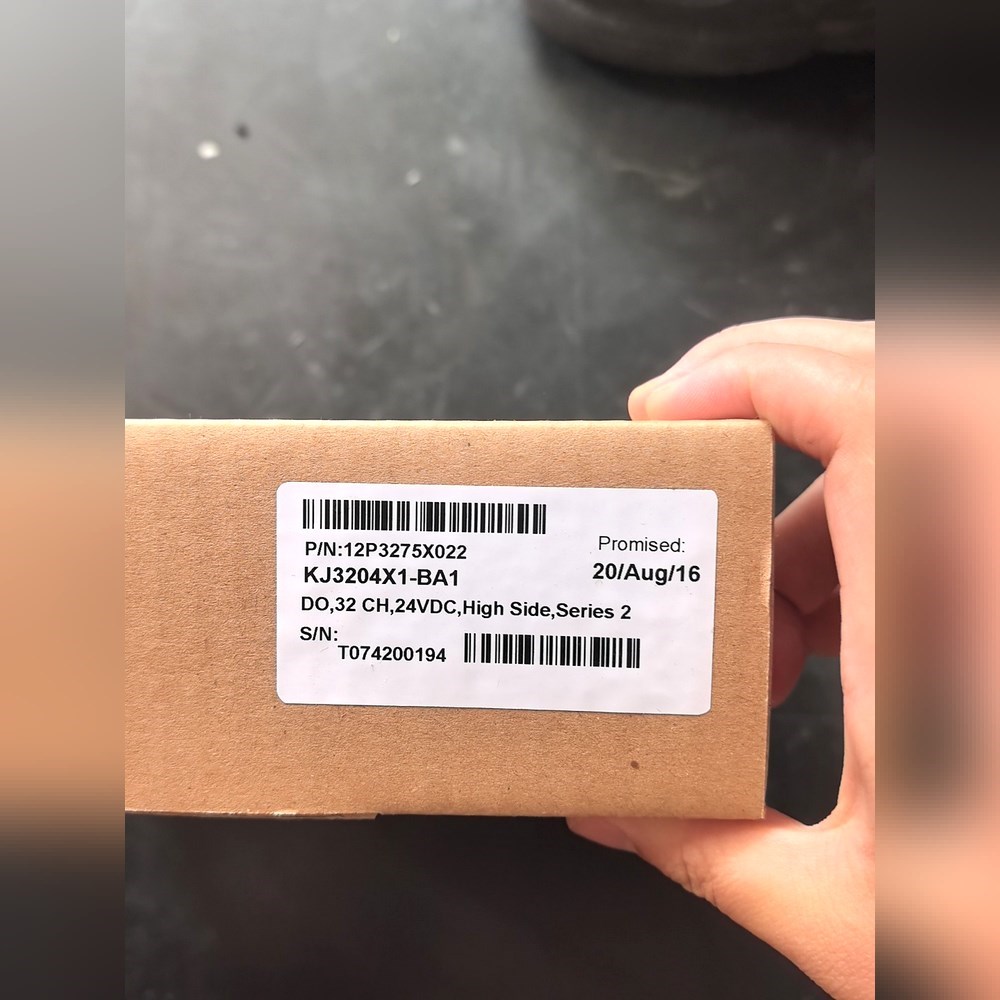 P/N:12P3275X022
KJ3204X1-BA1
Promised:
20/Aug/16
DO,32 CH,24VDC,High Side,Series 2
S/N:
T074200194